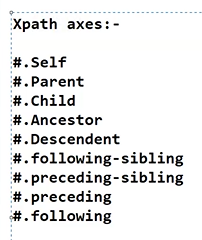 Xpath axes:-
#.Self
#.Parent
#.Child
#.Ancestor
#.Descendent
#.following-sibling
#.preceding-sibling
#.preceding
#.following